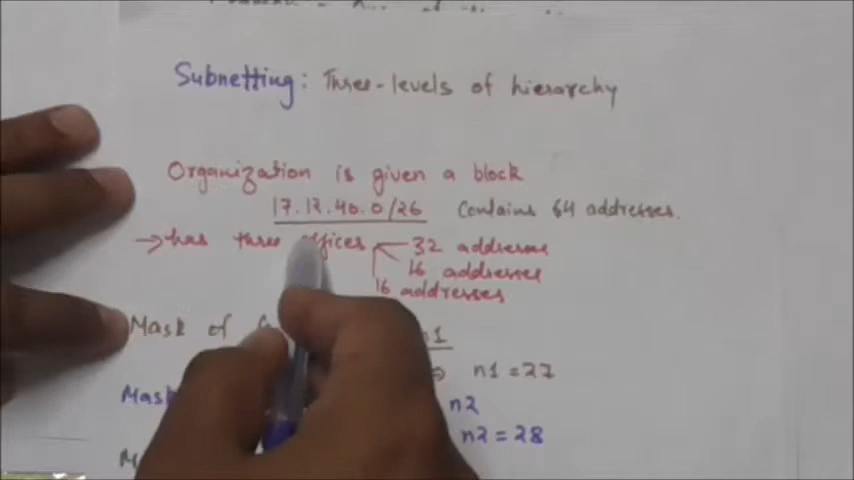 Subnetting: Three-levels of hierarchy
Organization is given a block
17.12.40.0/26 Contains 64 addresses.
→ has three offices 32 addresses
16 addresses
16 addresses
Mask of n1
⇒ n1 = 27
Mask n2
n2 = 28